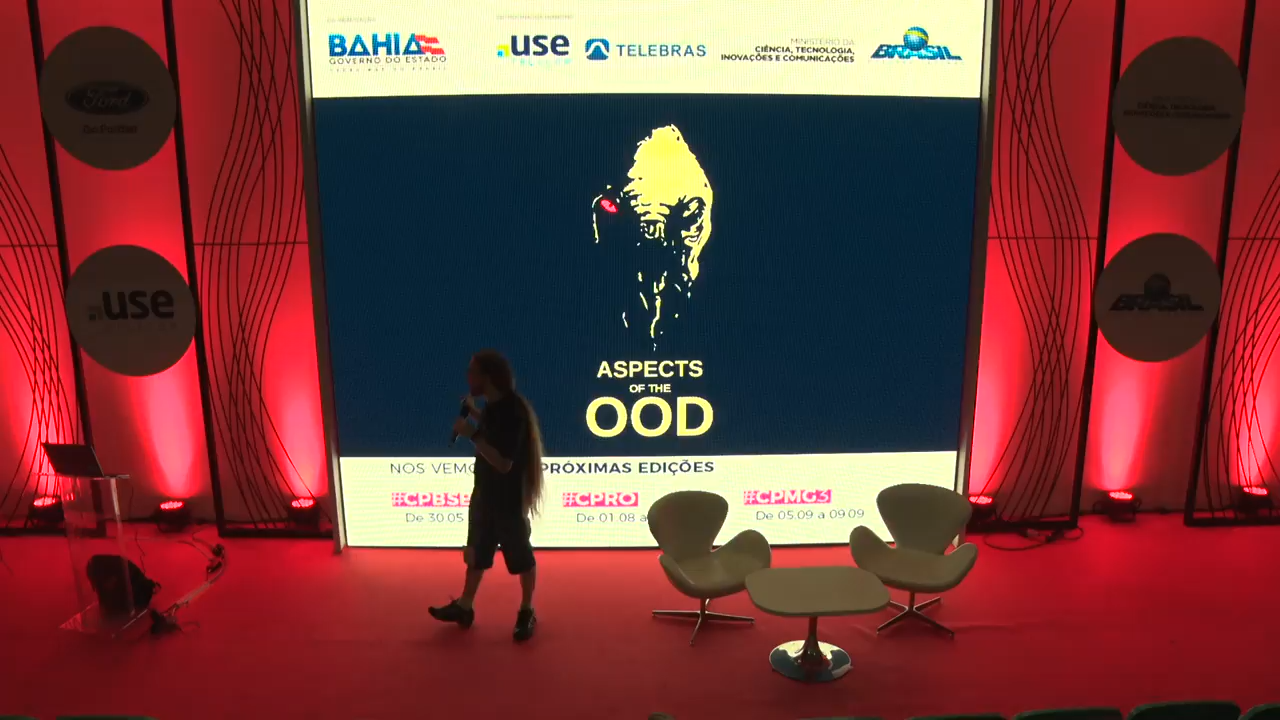 BAHIA
GOVERNO DO ESTADO
USE
TELEBRAS
MINISTÉRIO DA
CIÊNCIA, TECNOLOGIA,
INOVAÇÕES E COMUNICAÇÕES
BRASIL
Ford
USE
BRASIL
ASPECTS
OF THE
OOD
NOS VEMO PRÓXIMAS EDIÇÕES
#CPBSB #CPRO #CPMG3
De 30.05 De 01.08 a De 05.09 a 09.09